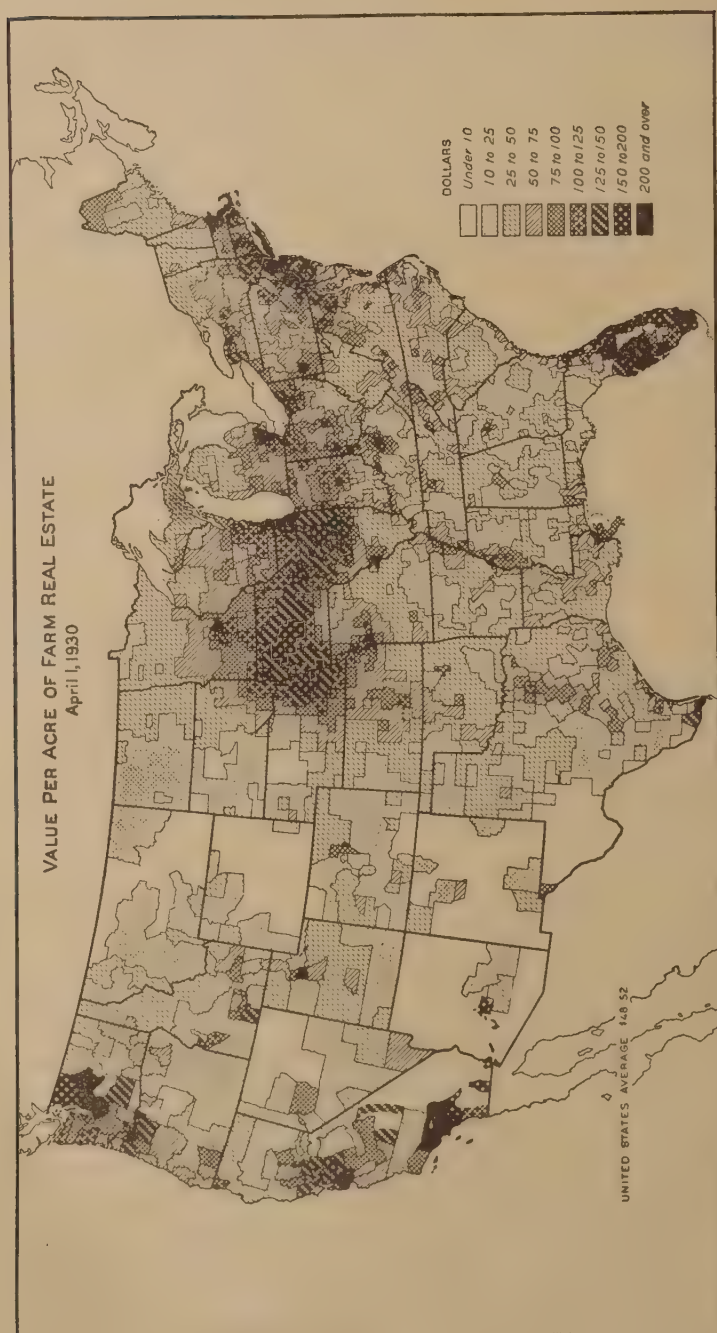 VALUE PER ACRE OF FARM REAL ESTATE
April 1, 1930
DOLLARS
Under 10
10 to 25
25 to 50
50 to 75
75 to 100
100 to 125
125 to 150
150 to 200
200 and over
UNITED STATES AVERAGE $48 52